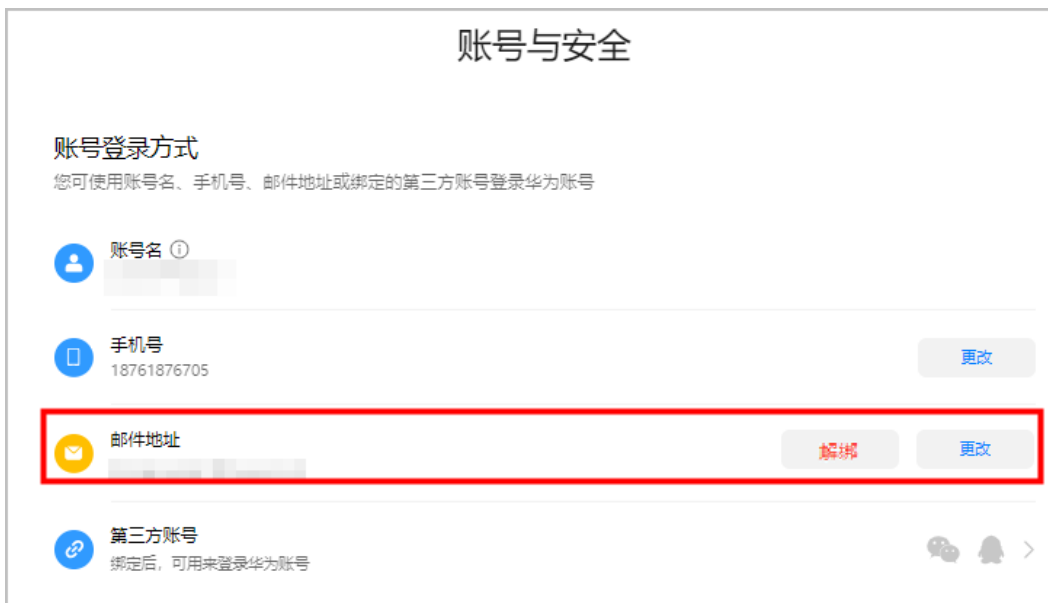 账号与安全
账号登录方式
您可使用账号名、手机号、邮件地址或绑定的第三方账号登录华为账号
账号名
手机号
18761876705
更改
邮件地址
解绑
更改
第三方账号
绑定后，可用来登录华为账号